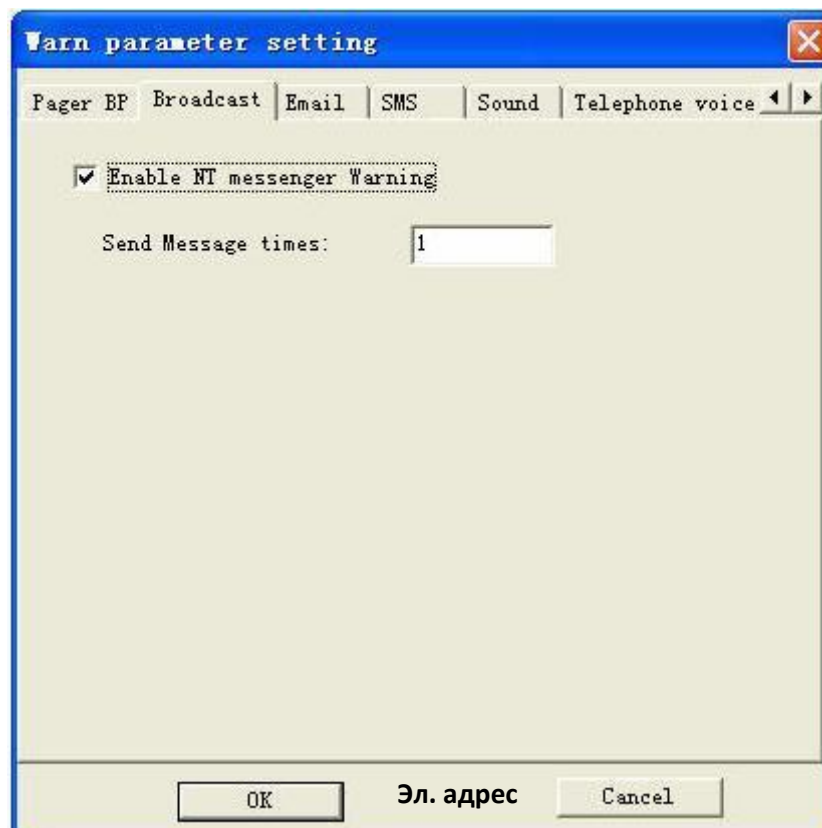 Warn parameter setting
Pager BP Broadcast Email SMS Sound Telephone voice
Enable NT messenger Warning
Send Message times: 1
OK Эл. адрес Cancel